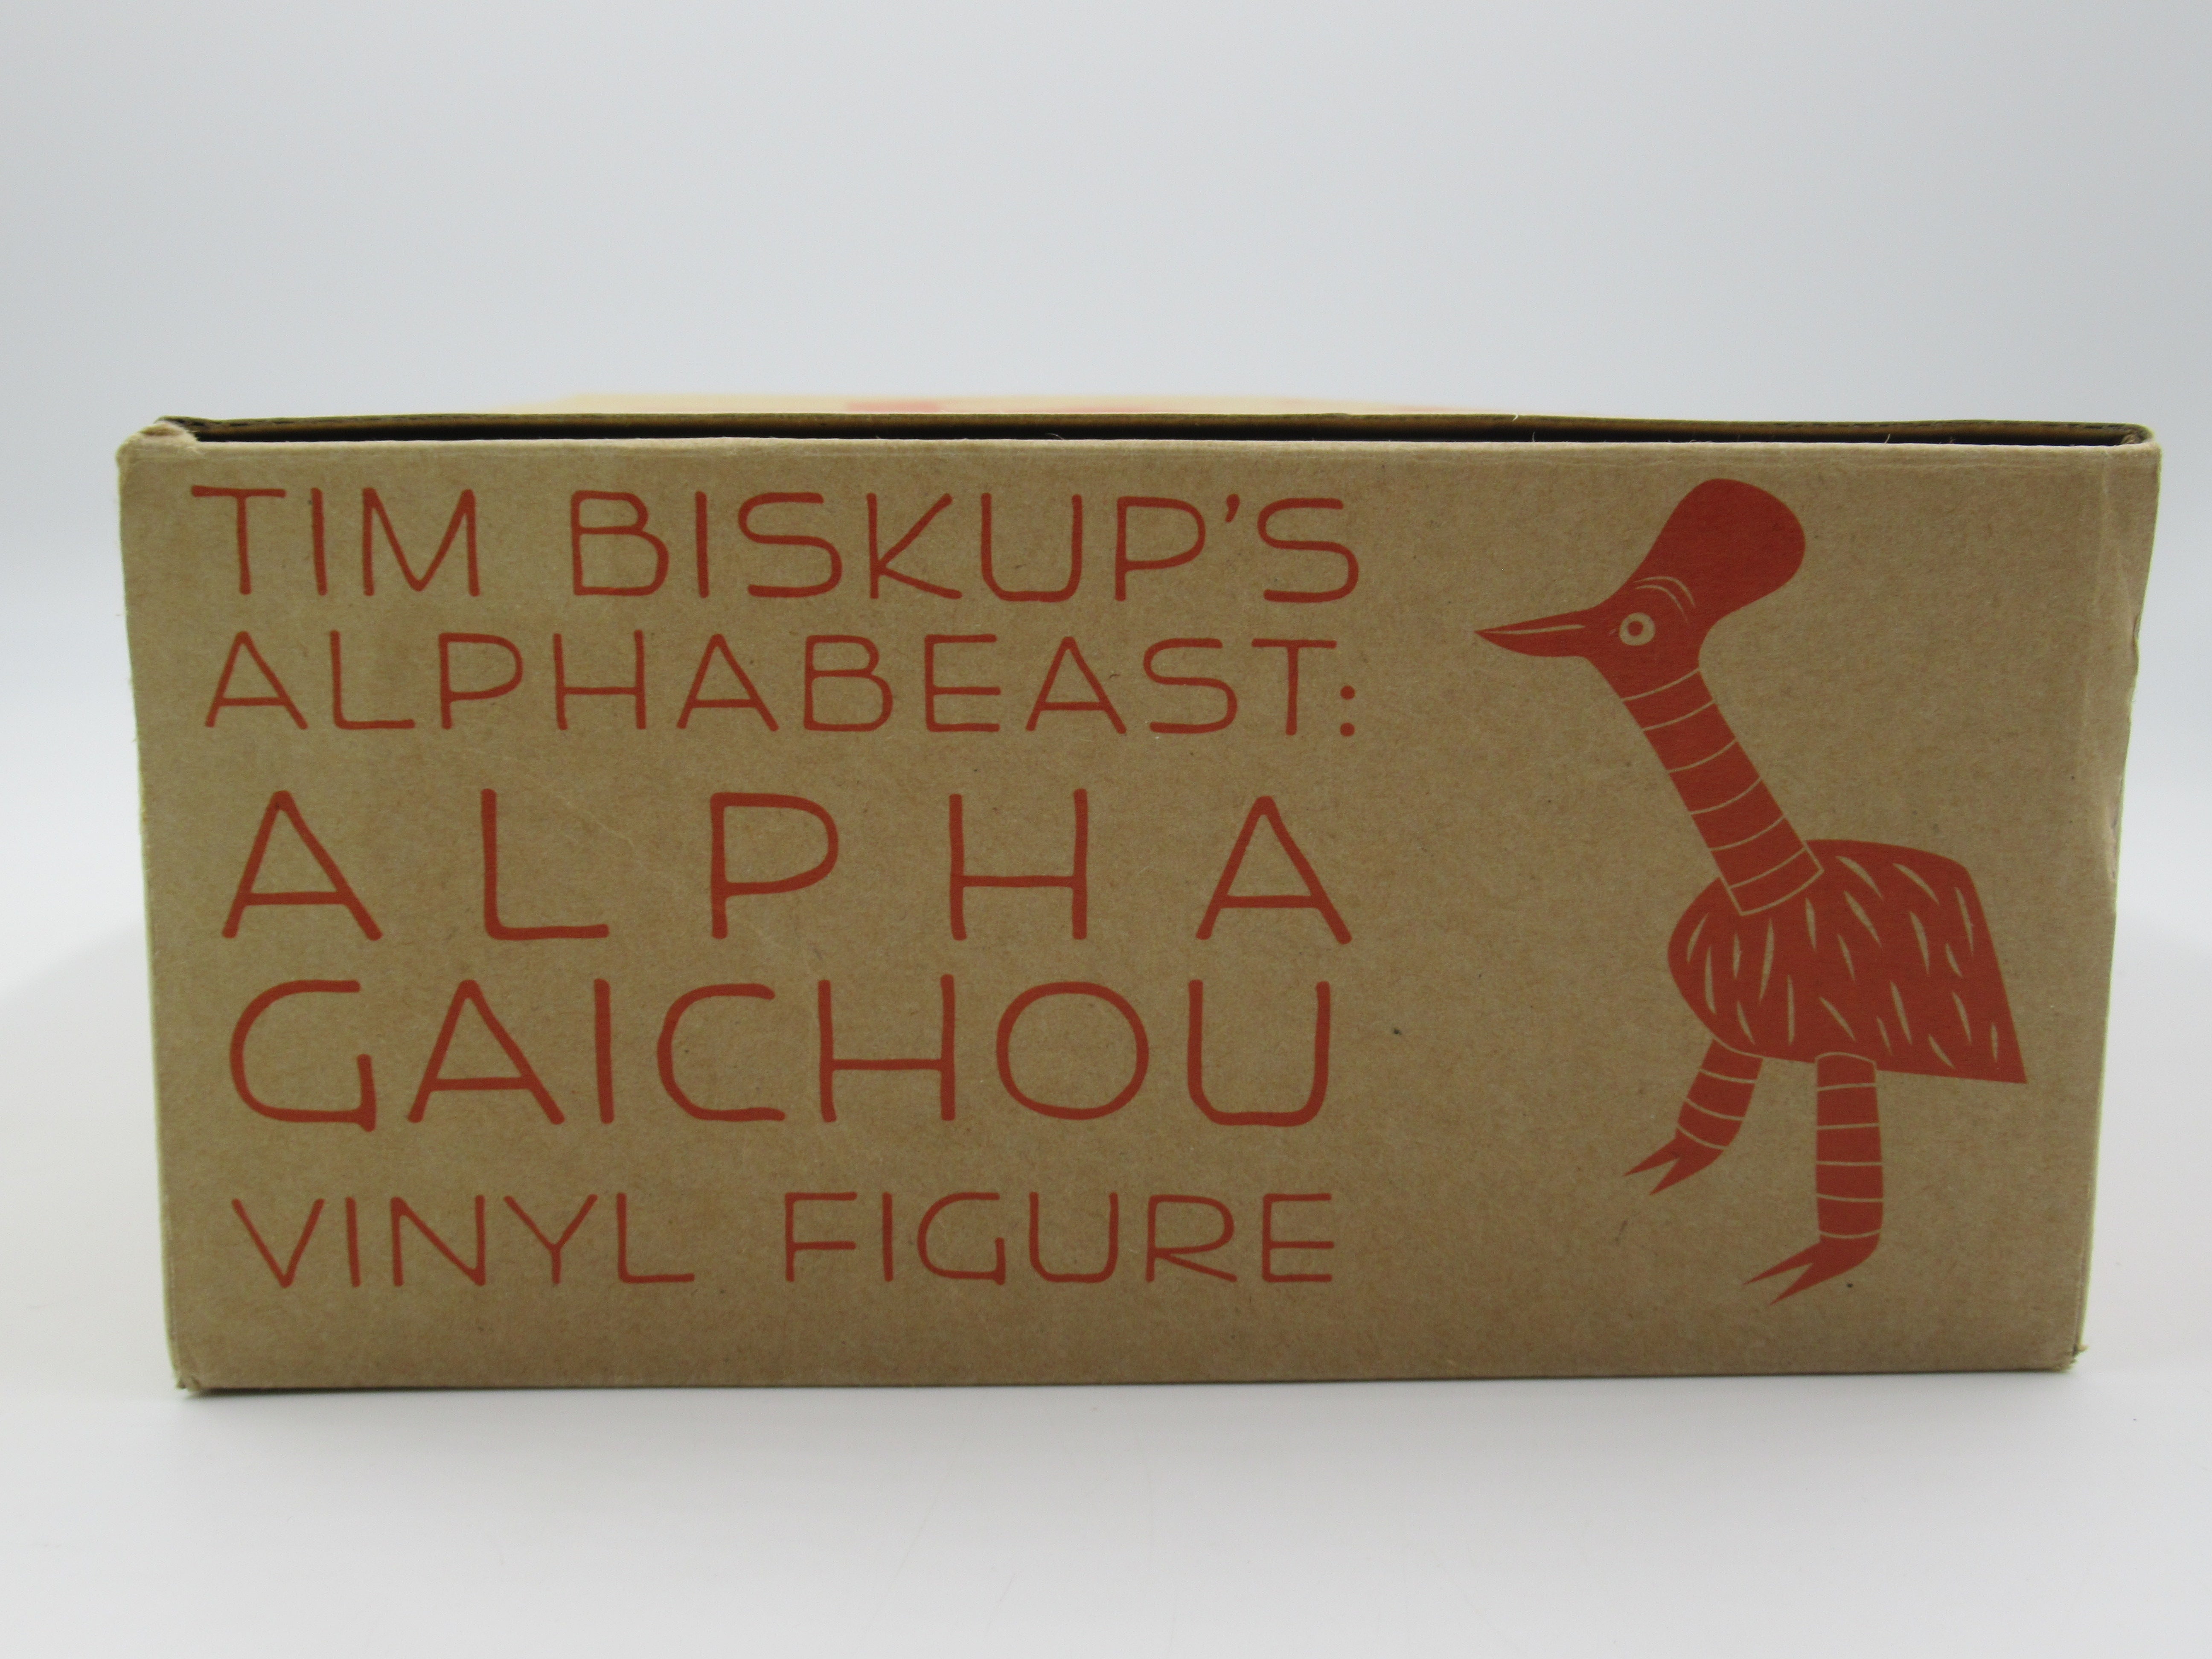 TIM BISKUP'S
ALPHABEAST:
ALPHA
GAICHOU
VINYL FIGURE